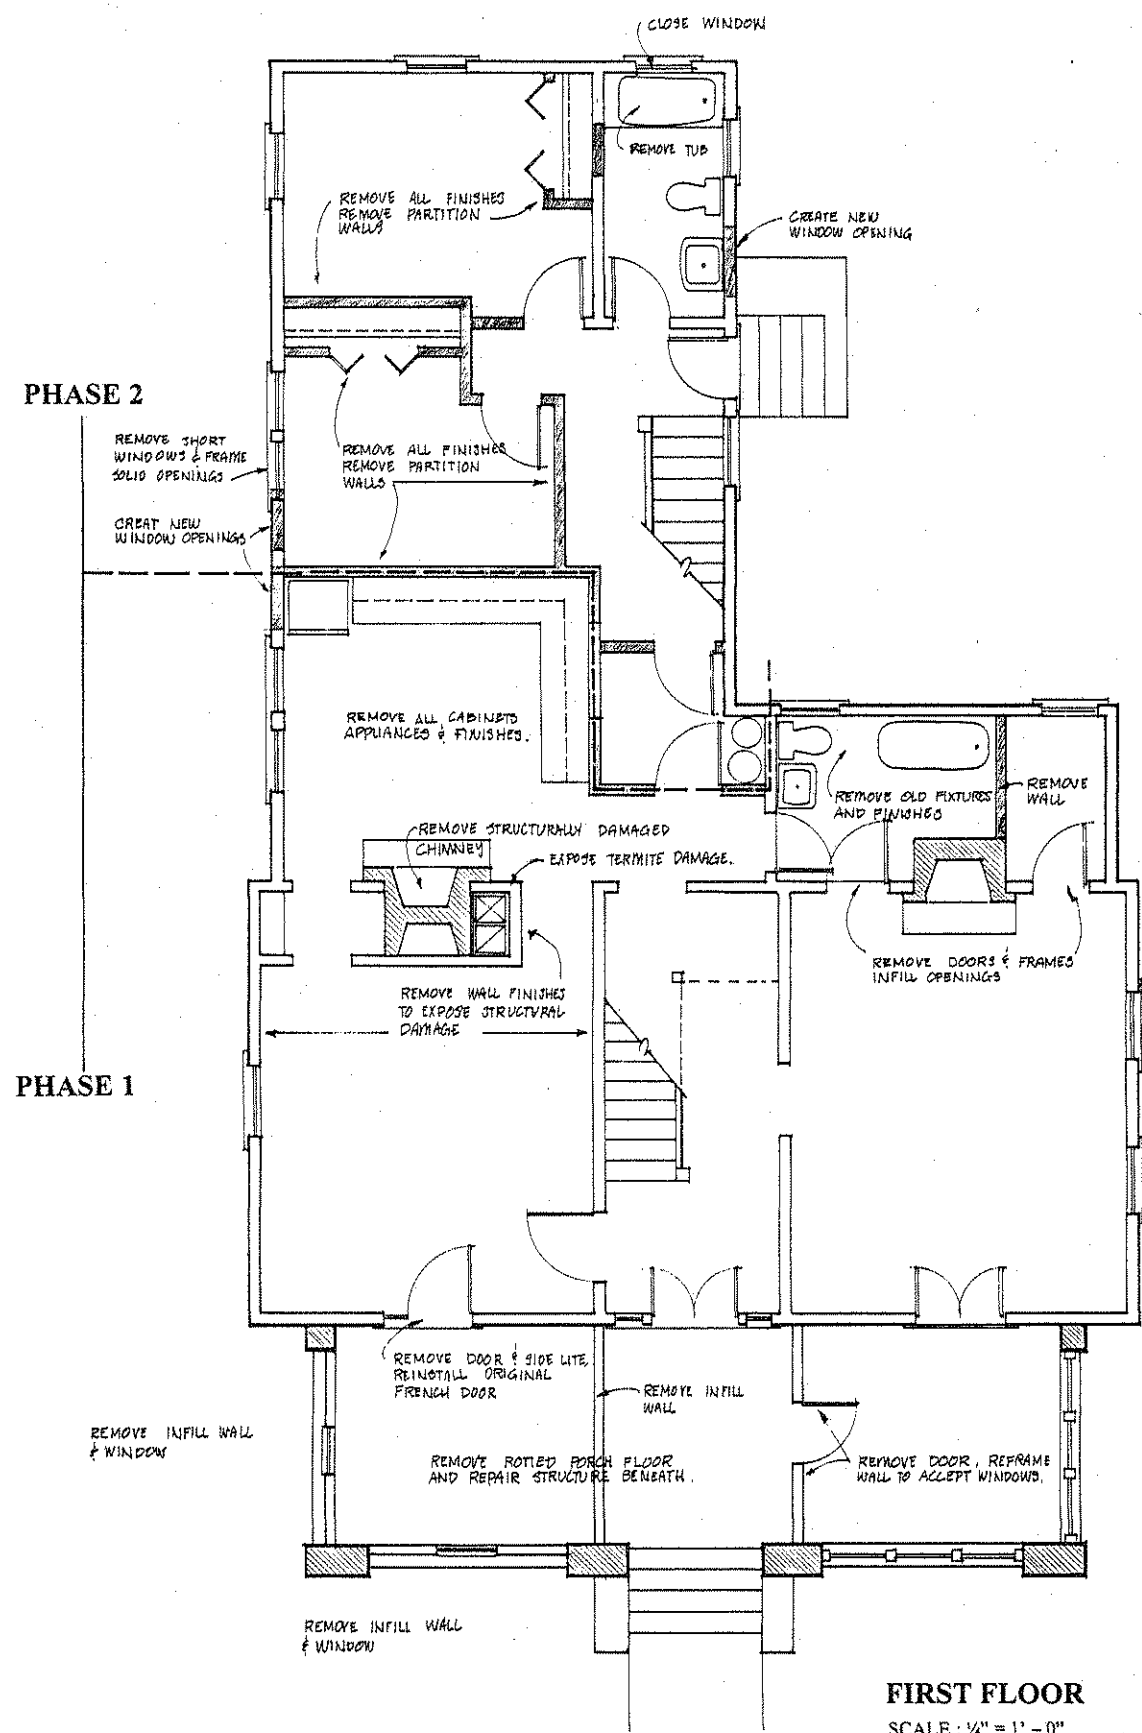 CLOSE WINDOW
REMOVE TUB
REMOVE ALL FINISHES
REMOVE PARTITION
WALLS
CREATE NEW
WINDOW OPENING
PHASE 2
REMOVE SHORT
WINDOWS & FRAME
SOLID OPENINGS
REMOVE ALL FINISHES
REMOVE PARTITION
WALLS
CREAT NEW
WINDOW OPENINGS
REMOVE ALL CABINETS
APPLIANCES & FINISHES.
REMOVE OLD FIXTURES
AND FINISHES
REMOVE
WALL
REMOVE STRUCTURALLY DAMAGED
CHIMNEY
EXPOSE TERMITE DAMAGE.
REMOVE DOORS & FRAMES
INFILL OPENINGS
REMOVE WALL FINISHES
TO EXPOSE STRUCTURAL
DAMAGE
PHASE 1
REMOVE DOOR & SIDE LITE
REINSTALL ORIGINAL
FRENCH DOOR
REMOVE INFILL
WALL
REMOVE INFILL WALL
& WINDOW
REMOVE ROTTED PORCH FLOOR
AND REPAIR STRUCTURE BENEATH.
REMOVE DOOR, REFRAME
WALL TO ACCEPT WINDOWS.
REMOVE INFILL WALL
& WINDOW
FIRST FLOOR
SCALE : ¼" = 1' – 0"